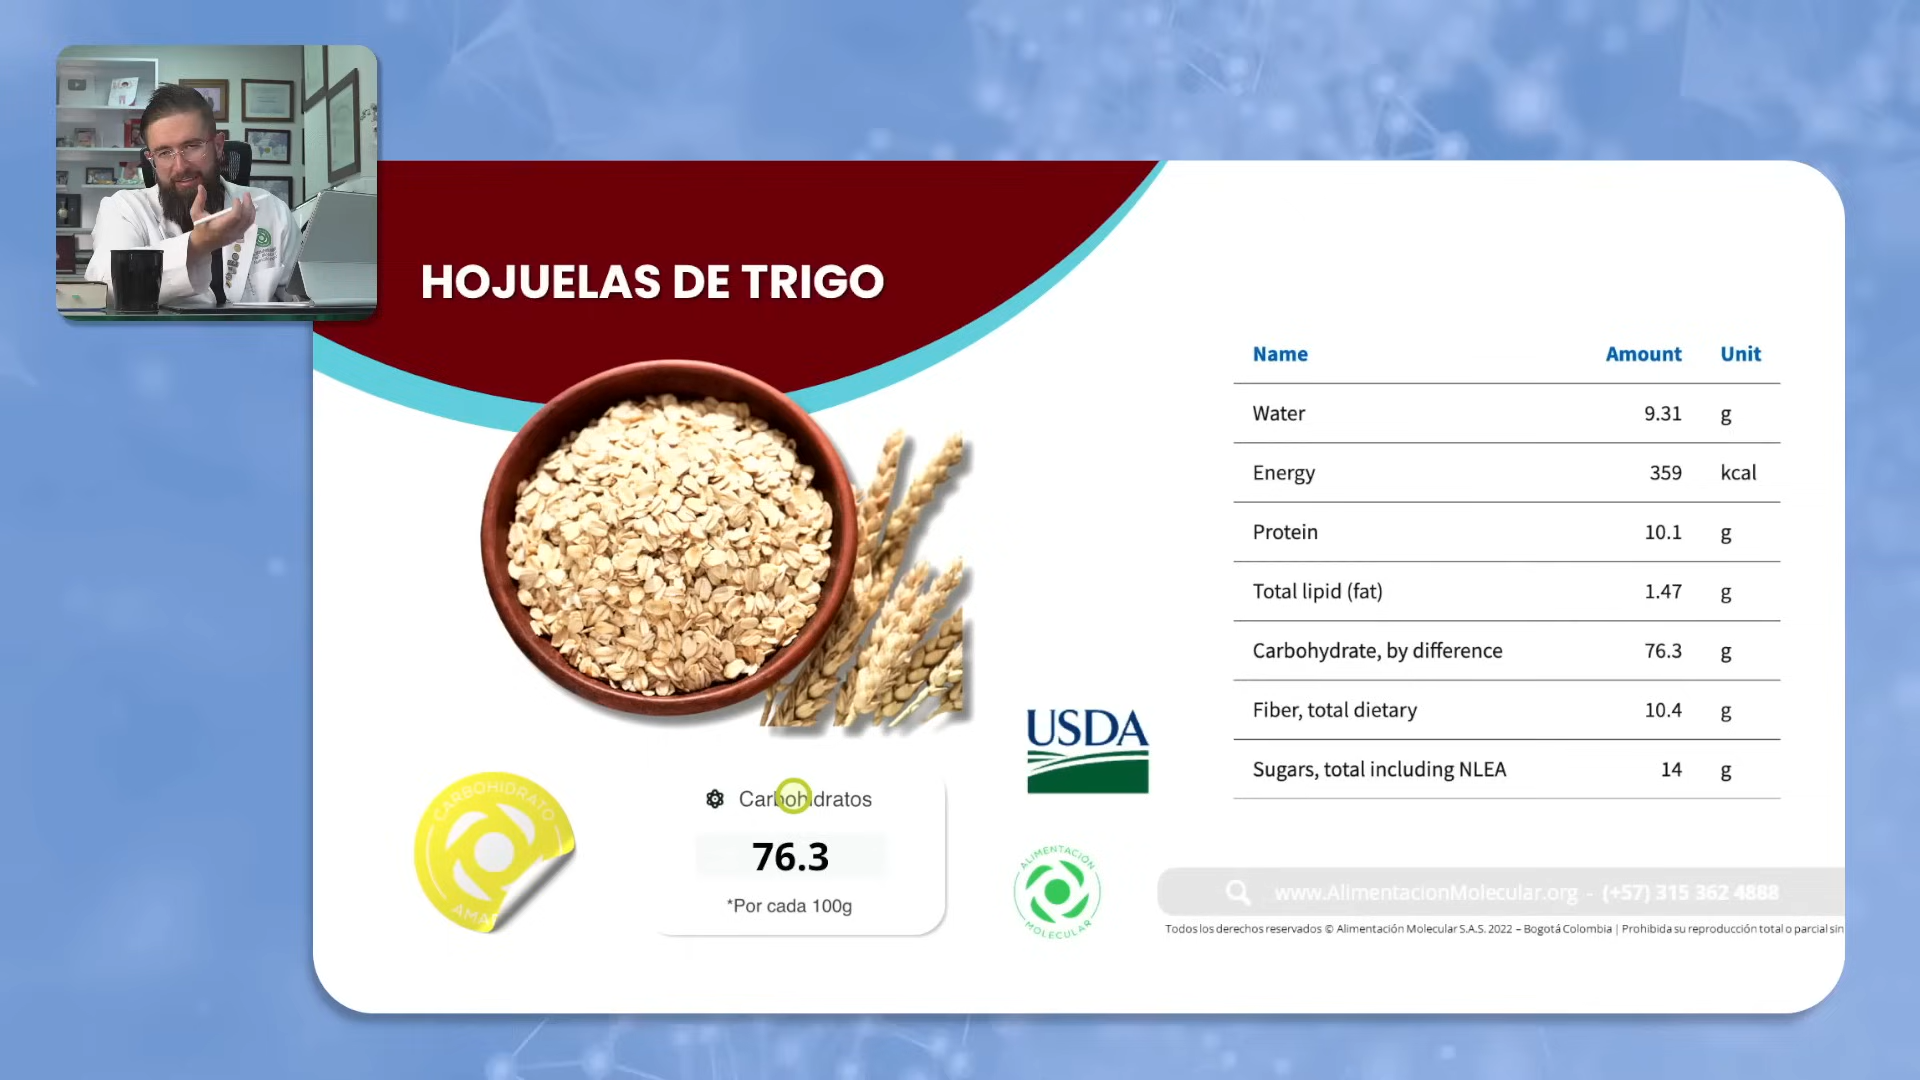 HOJUELAS DE TRIGO
Name Amount Unit
Water 9.31 g
Energy 359 kcal
Protein 10.1 g
Total lipid (fat) 1.47 g
Carbohydrate, by difference 76.3 g
Fiber, total dietary 10.4 g
Sugars, total including NLEA 14 g
USDA
CARBOHIDRATO
Carbohidratos
76.3
*Por cada 100g
ALIMENTACIÓN
MOLECULAR
www.AlimentacionMolecular.org - (+57) 315 362 4888
Todos los derechos reservados © Alimentación Molecular S.A.S. 2022 – Bogotá Colombia | Prohibida su reproducción total o parcial sin